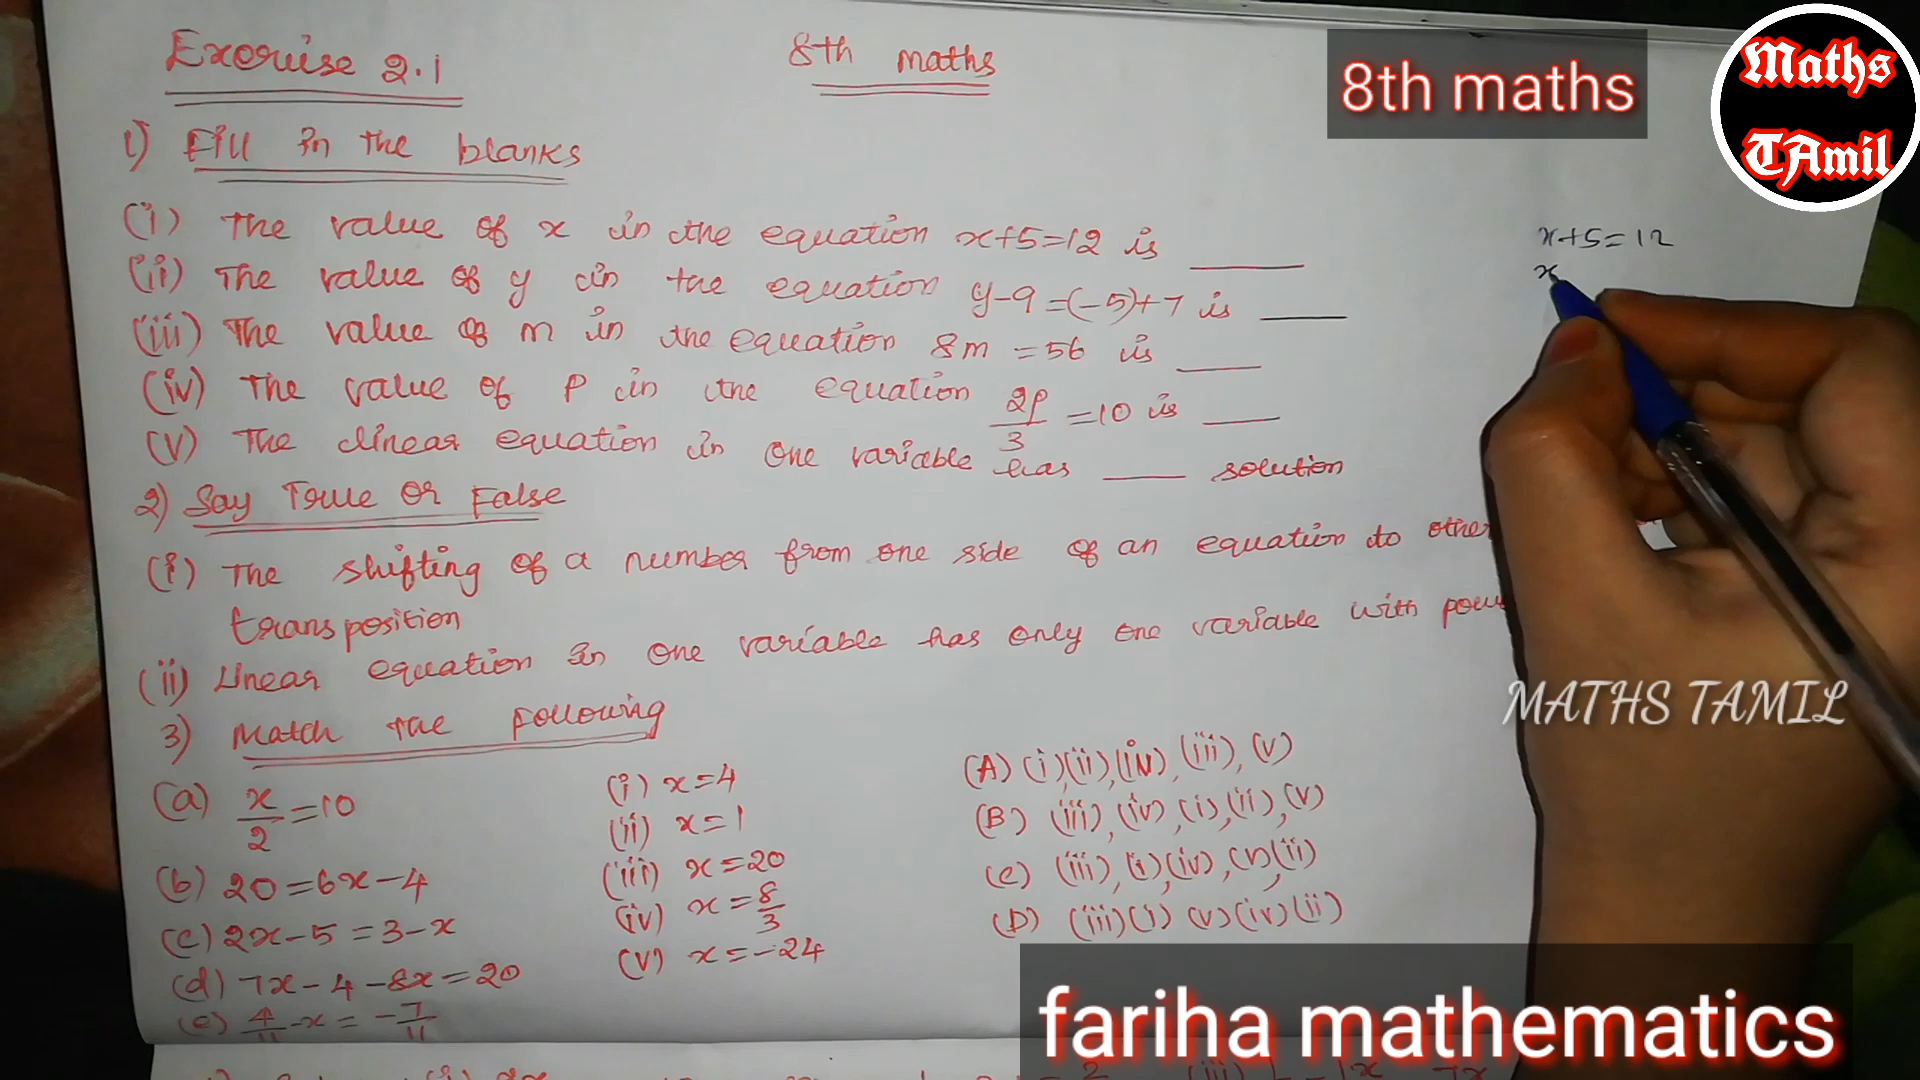 Exercise 2.1
8th maths
8th maths
Maths
TAmil
1) Fill in the blanks
(i) The value of x in the equation x+5=12 is ____
x+5=12
x
(ii) The value of y in the equation y-9=(-5)+7 is ____
(iii) The value of m in the equation 8m=56 is ____
(iv) The value of P in the equation 2p/3=10 is ____
(v) The linear equation in one variable has ____ solution
2) Say True or False
(i) The shifting of a number from one side of an equation to other
transposition
(ii) Linear equation in one variable has only one variable with
MATHS TAMIL
3) Match the following
(a) x/2=10
(b) 20=6x-4
(c) 2x-5=3-x
(d) 7x-4-8x=20
(e) 4/11-x=-7/11
(i) x=4
(ii) x=1
(iii) x=20
(iv) x=8/3
(v) x=-24
(A) (i),(ii),(iv),(iii),(v)
(B) (iii),(iv),(i),(ii),(v)
(c) (iii),(i),(iv),(v),(ii)
(D) (iii)(i)(v)(iv)(ii)
fariha mathematics